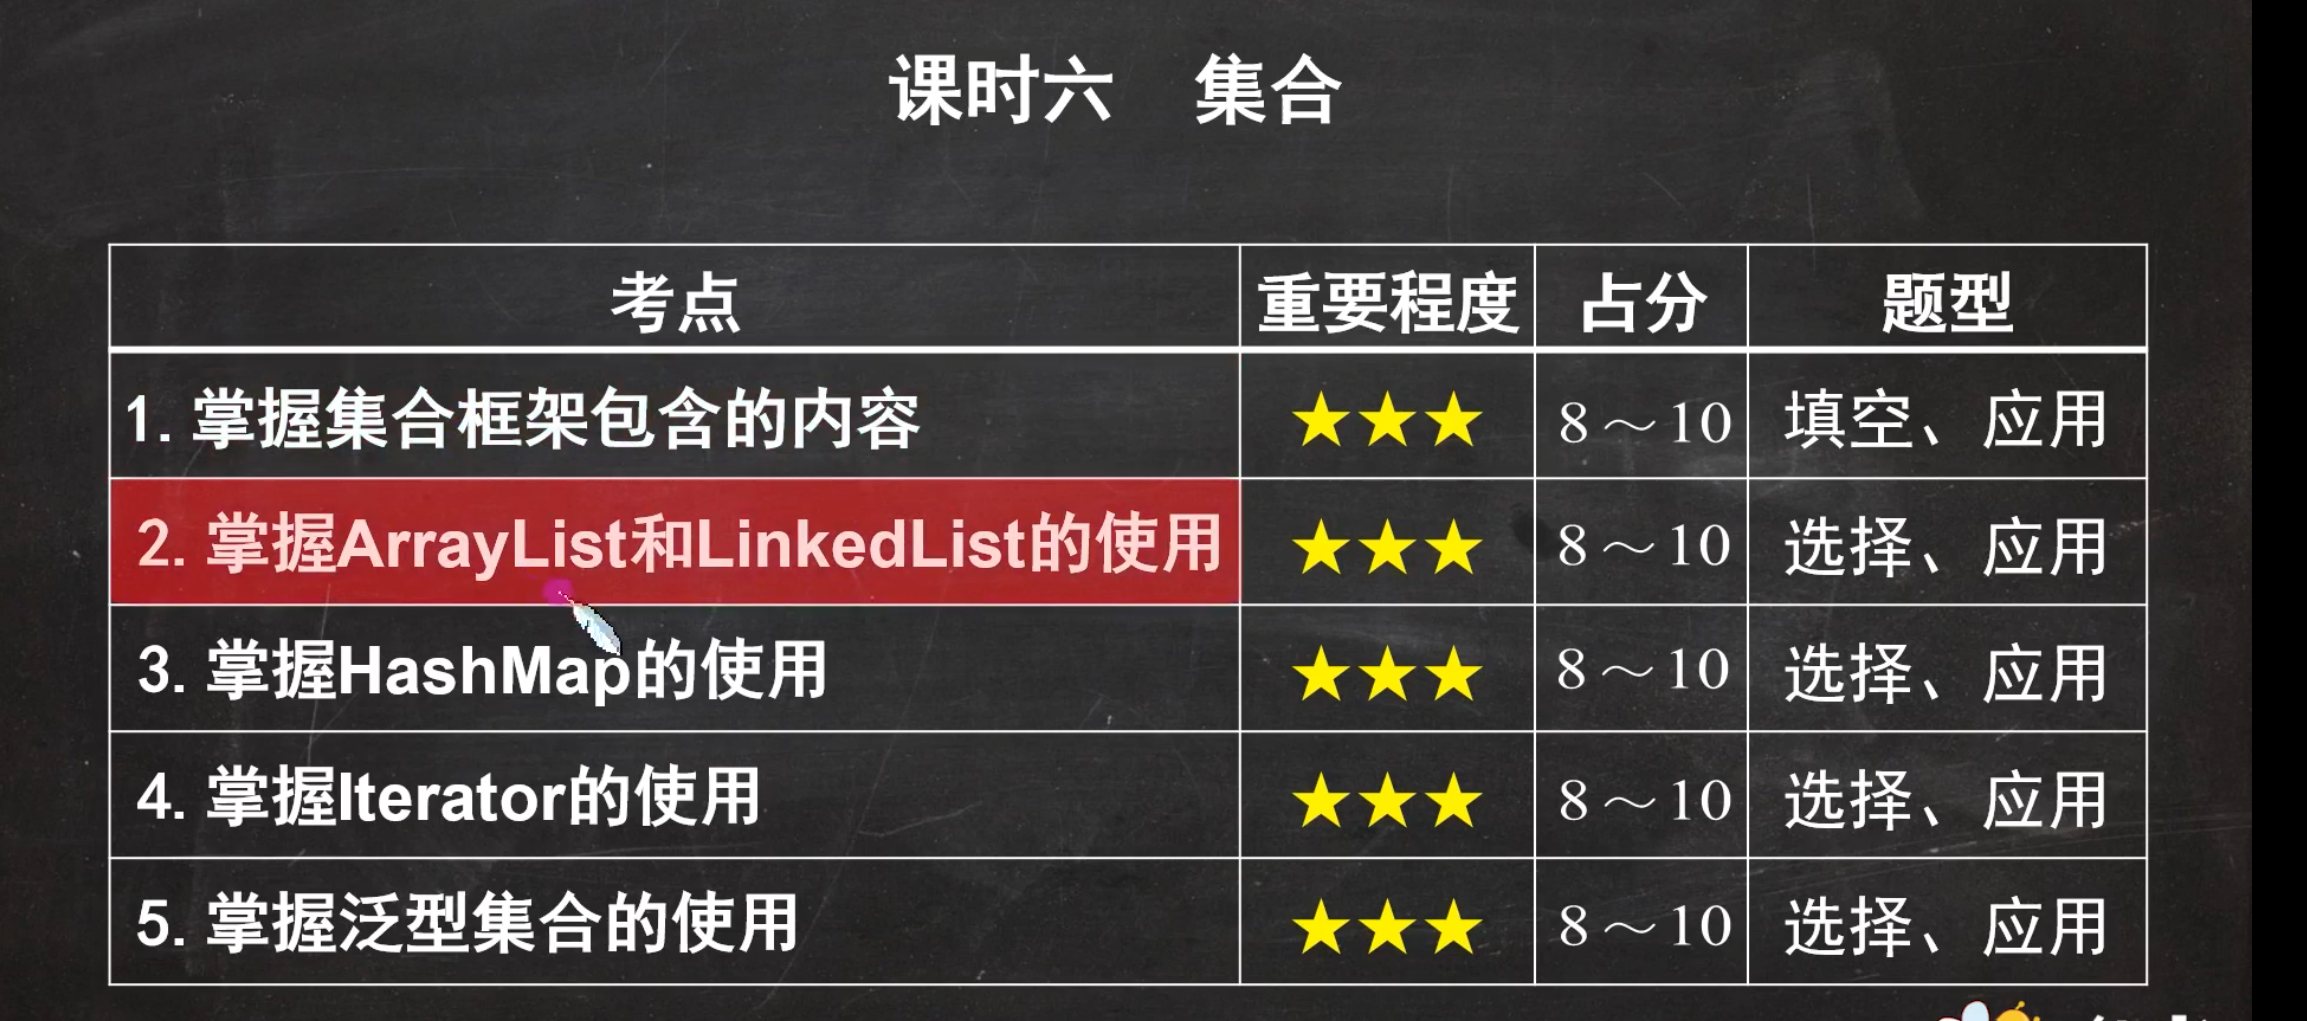 课时六 集合
考点 重要程度 占分 题型
1. 掌握集合框架包含的内容 ★★★ 8～10 填空、应用
2. 掌握ArrayList和LinkedList的使用 ★★★ 8～10 选择、应用
3. 掌握HashMap的使用 ★★★ 8～10 选择、应用
4. 掌握Iterator的使用 ★★★ 8～10 选择、应用
5. 掌握泛型集合的使用 ★★★ 8～10 选择、应用